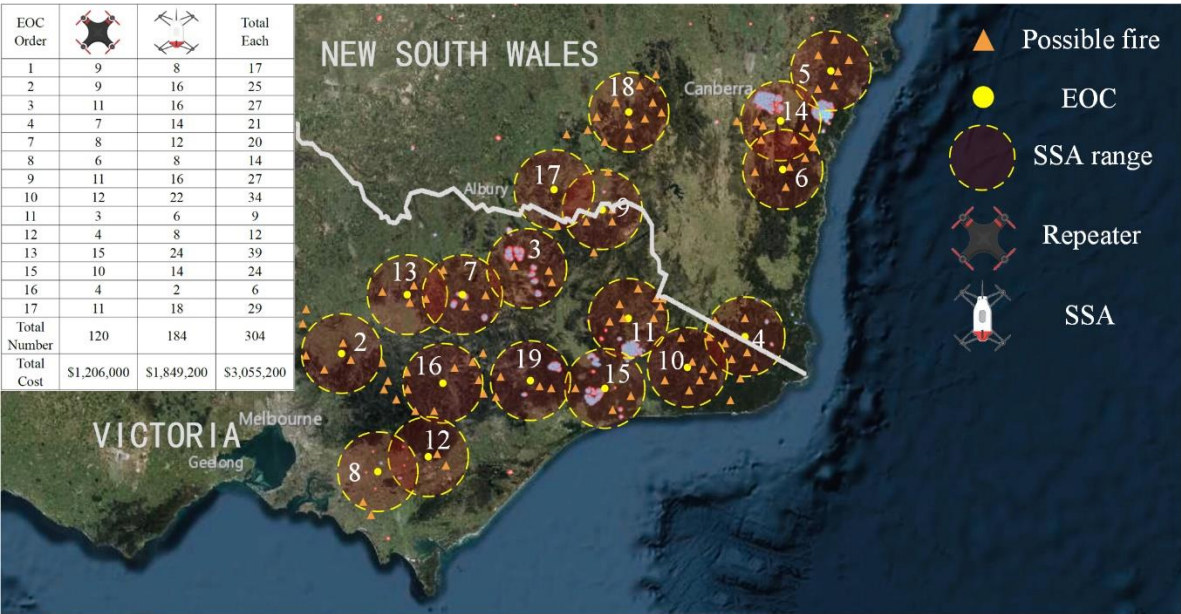 EOC Order Total Each
1 9 8 17
2 9 16 25
3 11 16 27
4 7 14 21
7 8 12 20
8 6 8 14
9 11 16 27
10 12 22 34
11 3 6 9
12 4 8 12
13 15 24 39
15 10 14 24
16 4 2 6
17 11 18 29
Total Number 120 184 304
Total Cost $1,206,000 $1,849,200 $3,055,200
NEW SOUTH WALES
Canberra
5
18
14
6
17
Albury
9
3
13
7
11
4
2
16
19
15
10
Melbourne
VICTORIA
Geelong
12
8
Possible fire
EOC
SSA range
Repeater
SSA